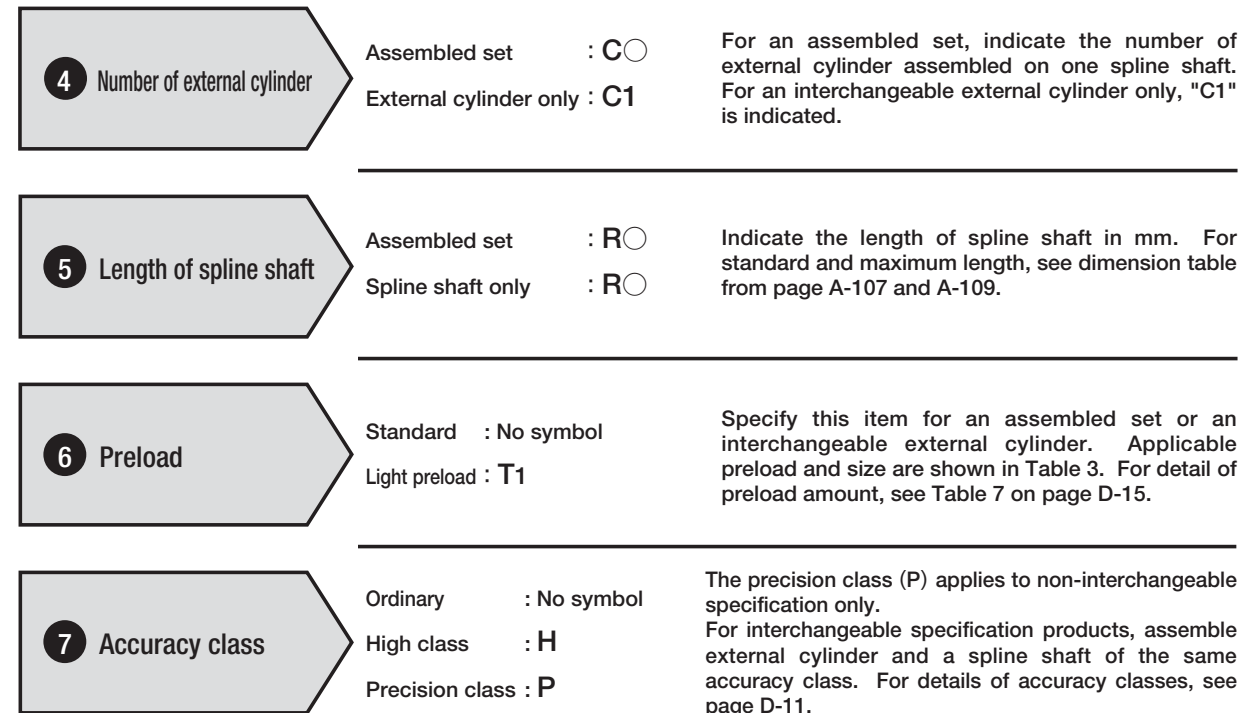 4 Number of external cylinder
Assembled set : C○
External cylinder only : C1
For an assembled set, indicate the number of
external cylinder assembled on one spline shaft.
For an interchangeable external cylinder only, "C1"
is indicated.
5 Length of spline shaft
Assembled set : R○
Spline shaft only : R○
Indicate the length of spline shaft in mm. For
standard and maximum length, see dimension table
from page A-107 and A-109.
6 Preload
Standard : No symbol
Light preload : T1
Specify this item for an assembled set or an
interchangeable external cylinder. Applicable
preload and size are shown in Table 3. For detail of
preload amount, see Table 7 on page D-15.
7 Accuracy class
Ordinary : No symbol
High class : H
Precision class : P
The precision class (P) applies to non-interchangeable
specification only.
For interchangeable specification products, assemble
external cylinder and a spline shaft of the same
accuracy class. For details of accuracy classes, see
page D-11.